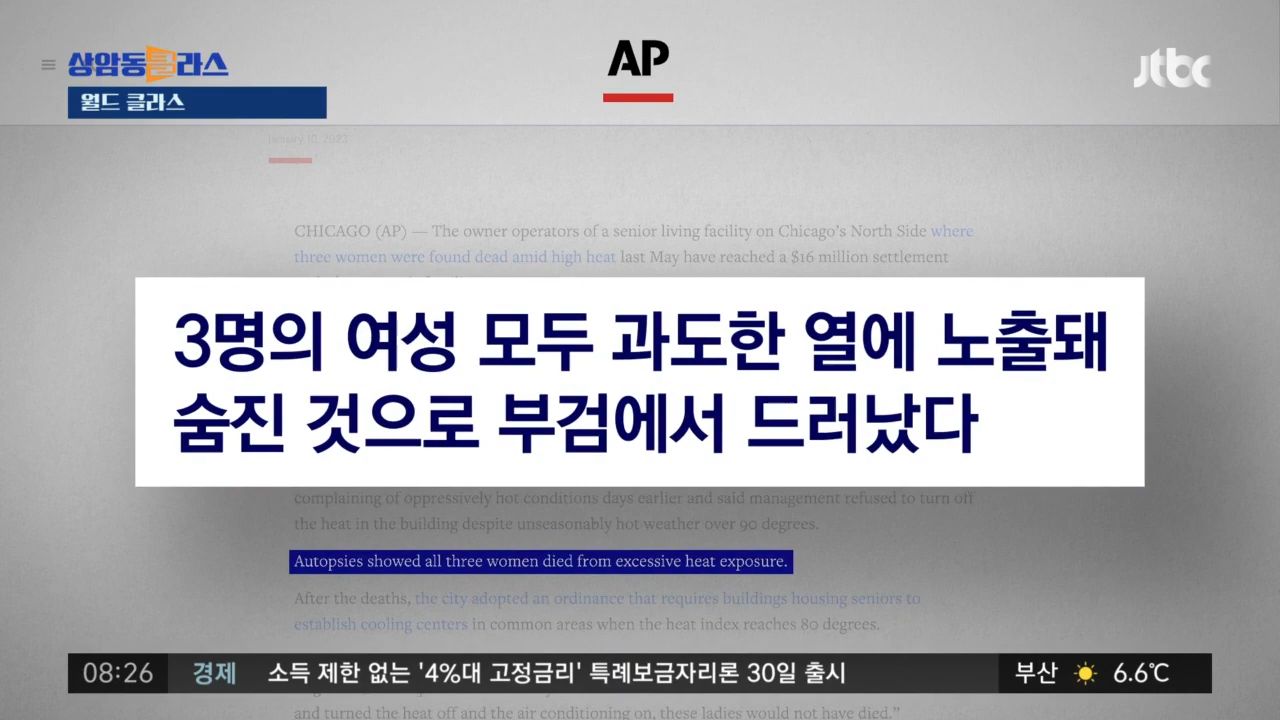 상암동클라스
월드 클라스
AP
jtbc
January 10, 2023
CHICAGO (AP) — The owner operators of a senior living facility on Chicago's North Side where
three women were found dead amid high heat last May have reached a $16 million settlement
3명의 여성 모두 과도한 열에 노출돼
숨진 것으로 부검에서 드러났다
complaining of oppressively hot conditions days earlier and said management refused to turn off
the heat in the building despite unseasonably hot weather over 90 degrees.
Autopsies showed all three women died from excessive heat exposure.
After the deaths, the city adopted an ordinance that requires buildings housing seniors to
establish cooling centers in common areas when the heat index reaches 80 degrees.
08:26 경제 소득 제한 없는 '4%대 고정금리' 특례보금자리론 30일 출시 부산 6.6℃
and turned the heat off and the air conditioning on, these ladies would not have died."